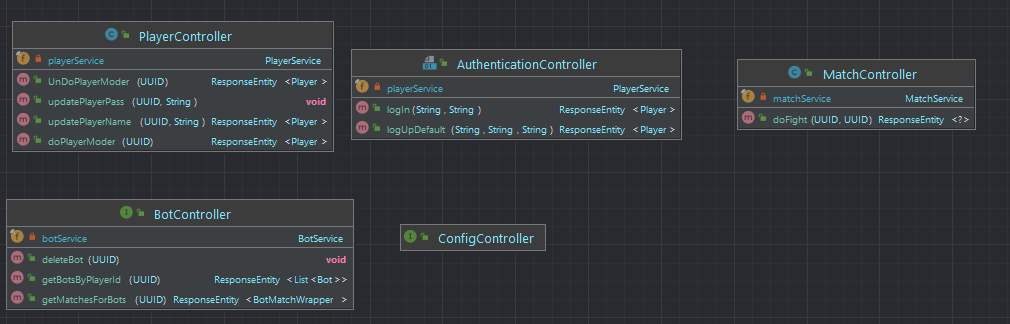 PlayerController
playerService PlayerService
UnDoPlayerModer (UUID) ResponseEntity <Player >
updatePlayerPass (UUID, String ) void
updatePlayerName (UUID, String ) ResponseEntity <Player >
doPlayerModer (UUID) ResponseEntity <Player >
AuthenticationController
playerService PlayerService
logIn (String , String ) ResponseEntity <Player >
logUpDefault (String , String , String ) ResponseEntity <Player >
MatchController
matchService MatchService
doFight (UUID, UUID) ResponseEntity <?>
BotController
botService BotService
deleteBot (UUID) void
getBotsByPlayerId (UUID) ResponseEntity <List <Bot >>
getMatchesForBots (UUID) ResponseEntity <BotMatchWrapper >
ConfigController